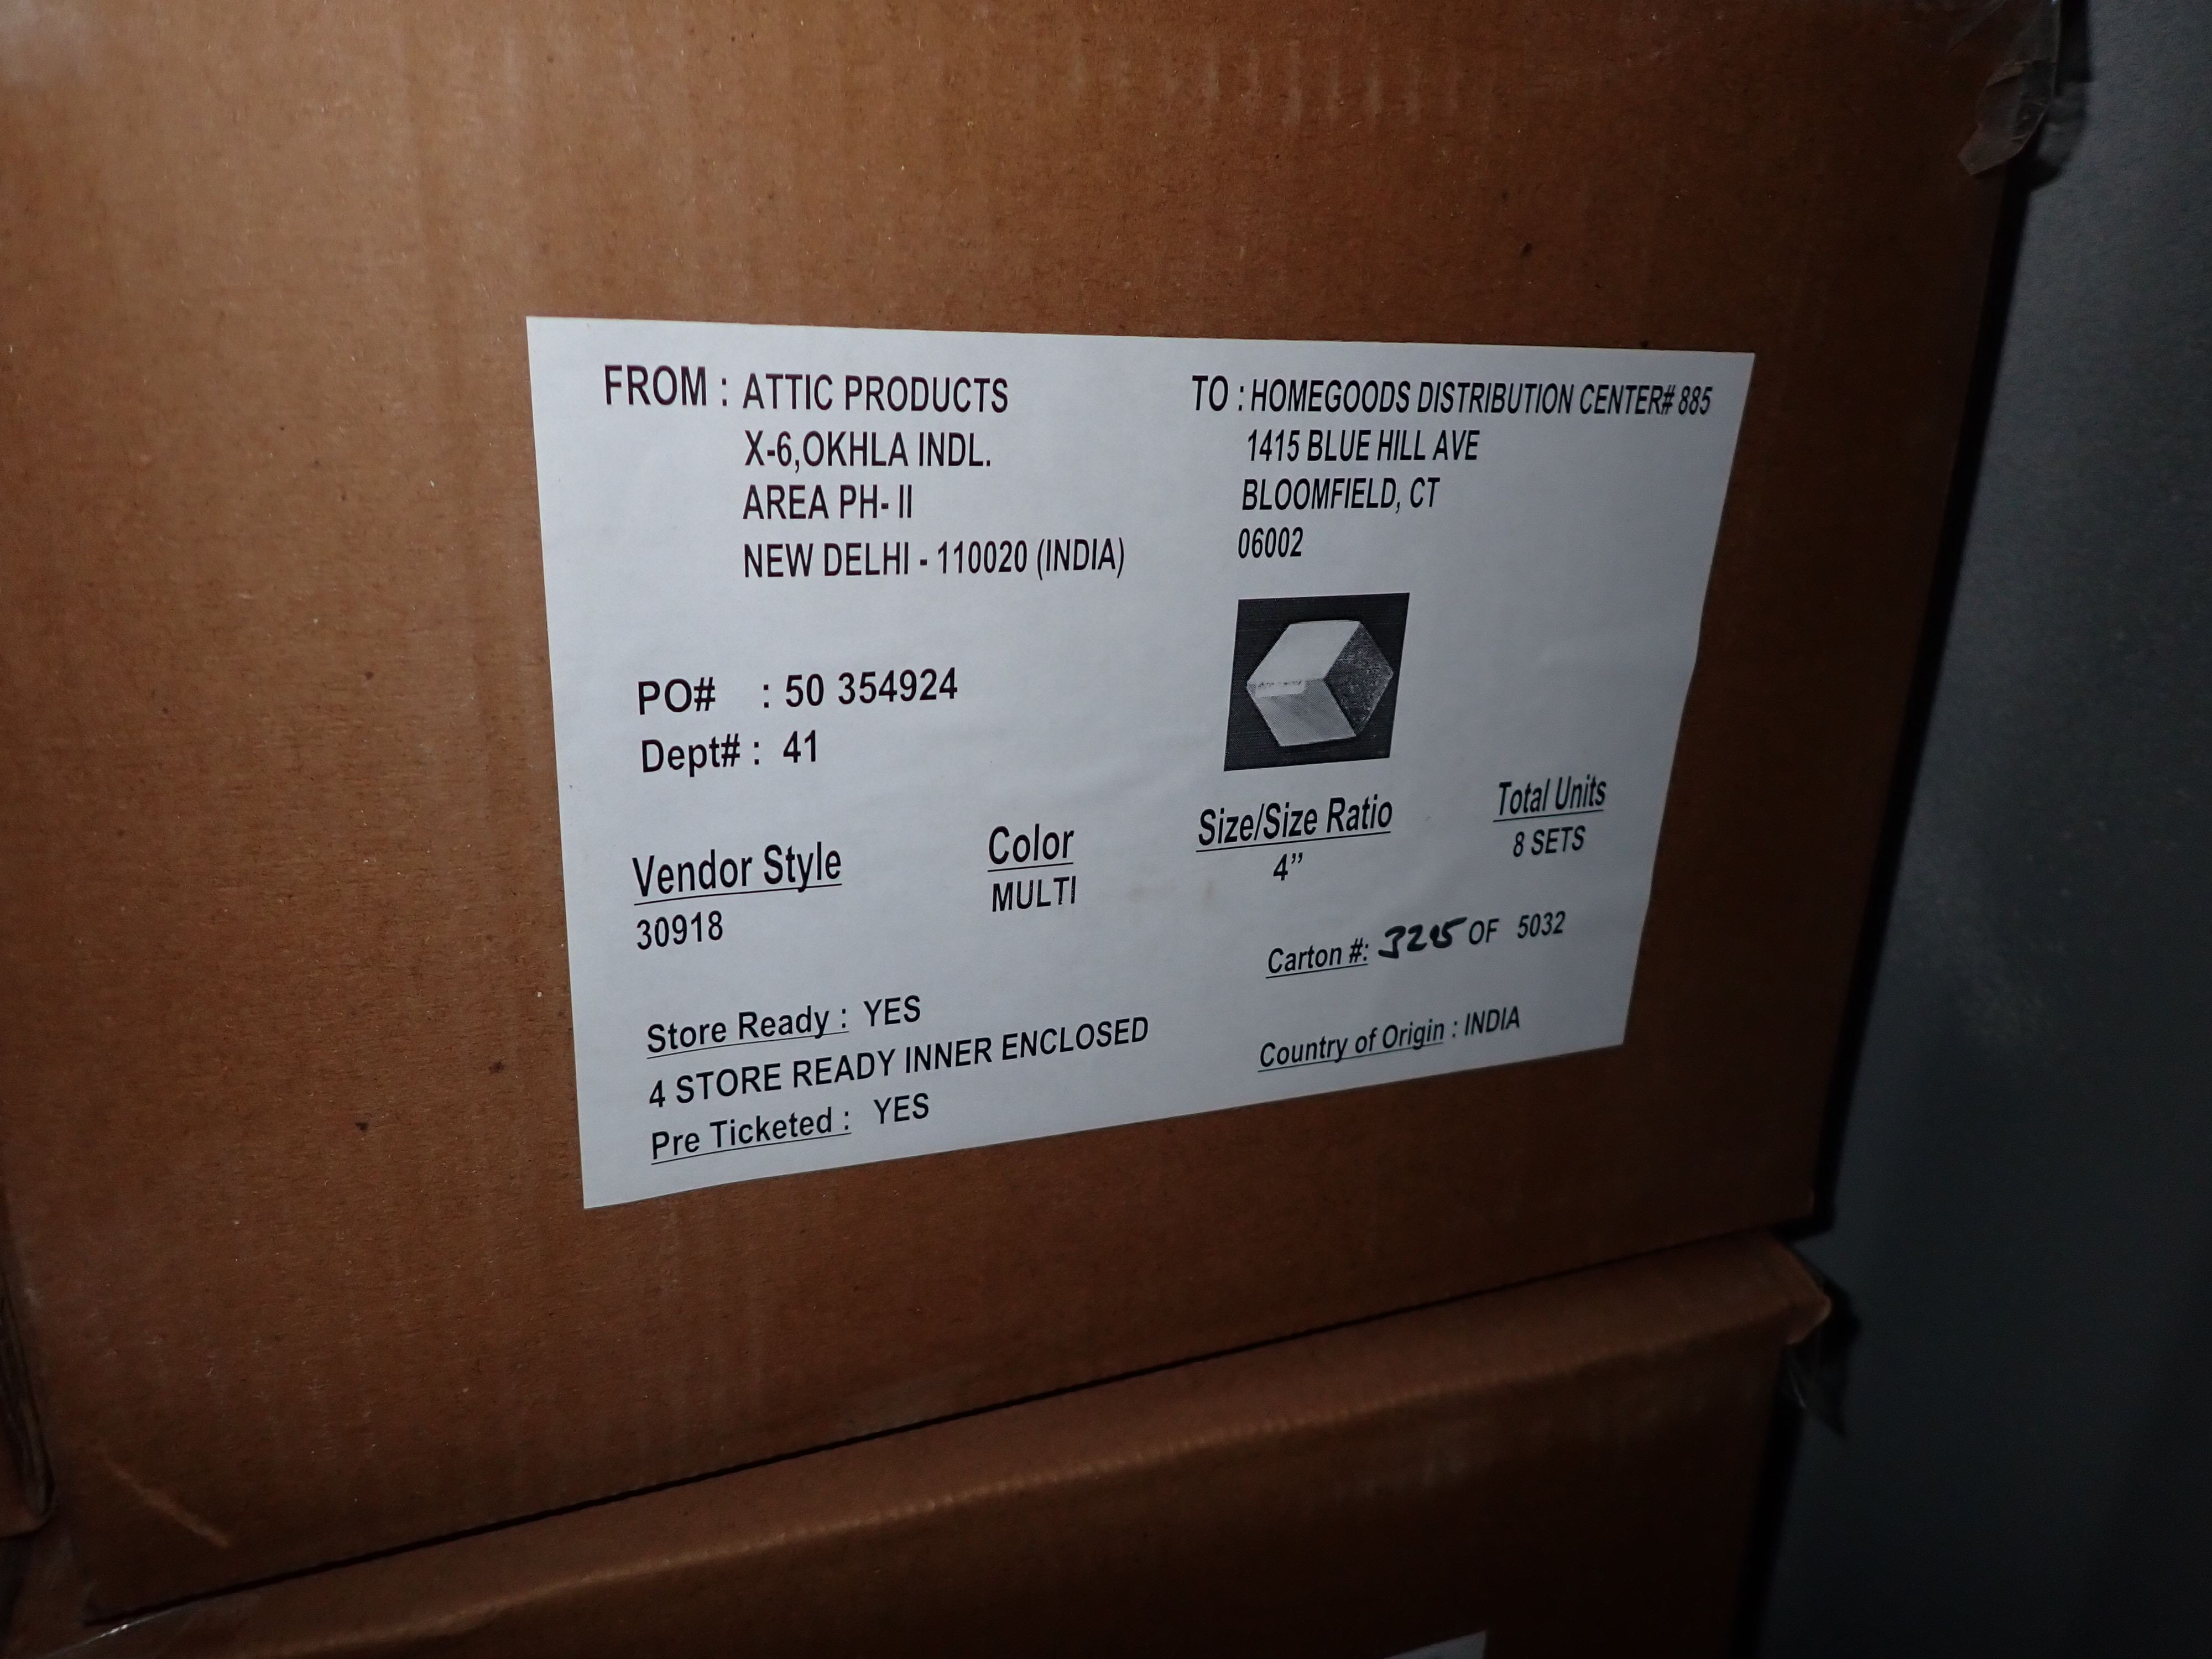 FROM : ATTIC PRODUCTS
X-6,OKHLA INDL.
AREA PH- II
NEW DELHI - 110020 (INDIA)
TO : HOMEGOODS DISTRIBUTION CENTER# 885
1415 BLUE HILL AVE
BLOOMFIELD, CT
06002
PO# : 50 354924
Dept# : 41
Vendor Style
30918
Color
MULTI
Size/Size Ratio
4”
Total Units
8 SETS
Carton #: OF 5032
Store Ready : YES
4 STORE READY INNER ENCLOSED
Pre Ticketed : YES
Country of Origin : INDIA